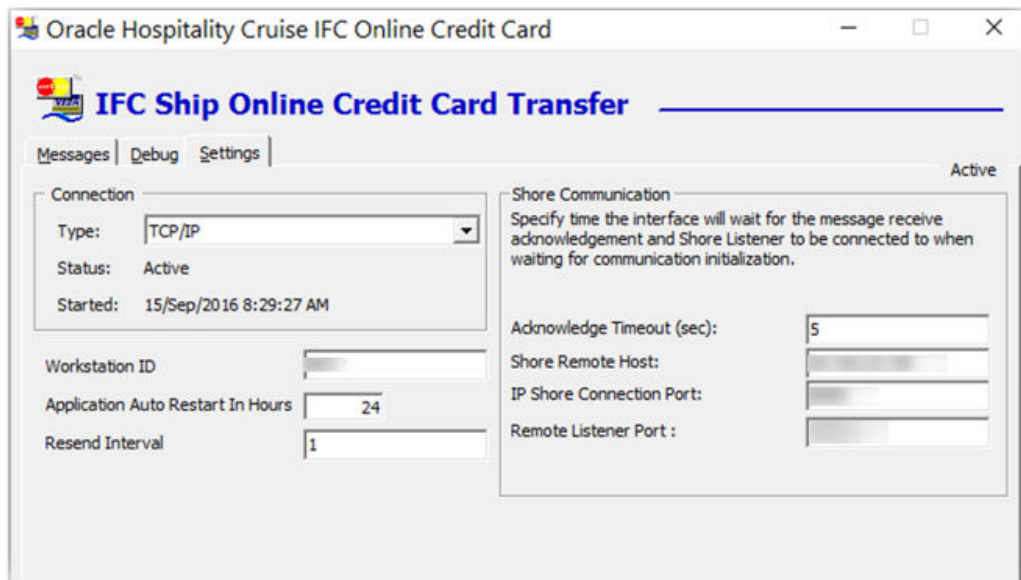 Oracle Hospitality Cruise IFC Online Credit Card
IFC Ship Online Credit Card Transfer
Messages Debug Settings
Active
Connection
Type: TCP/IP
Status: Active
Started: 15/Sep/2016 8:29:27 AM
Workstation ID
Application Auto Restart In Hours 24
Resend Interval 1
Shore Communication
Specify time the interface will wait for the message receive
acknowledgement and Shore Listener to be connected to when
waiting for communication initialization.
Acknowledge Timeout (sec): 5
Shore Remote Host:
IP Shore Connection Port:
Remote Listener Port :